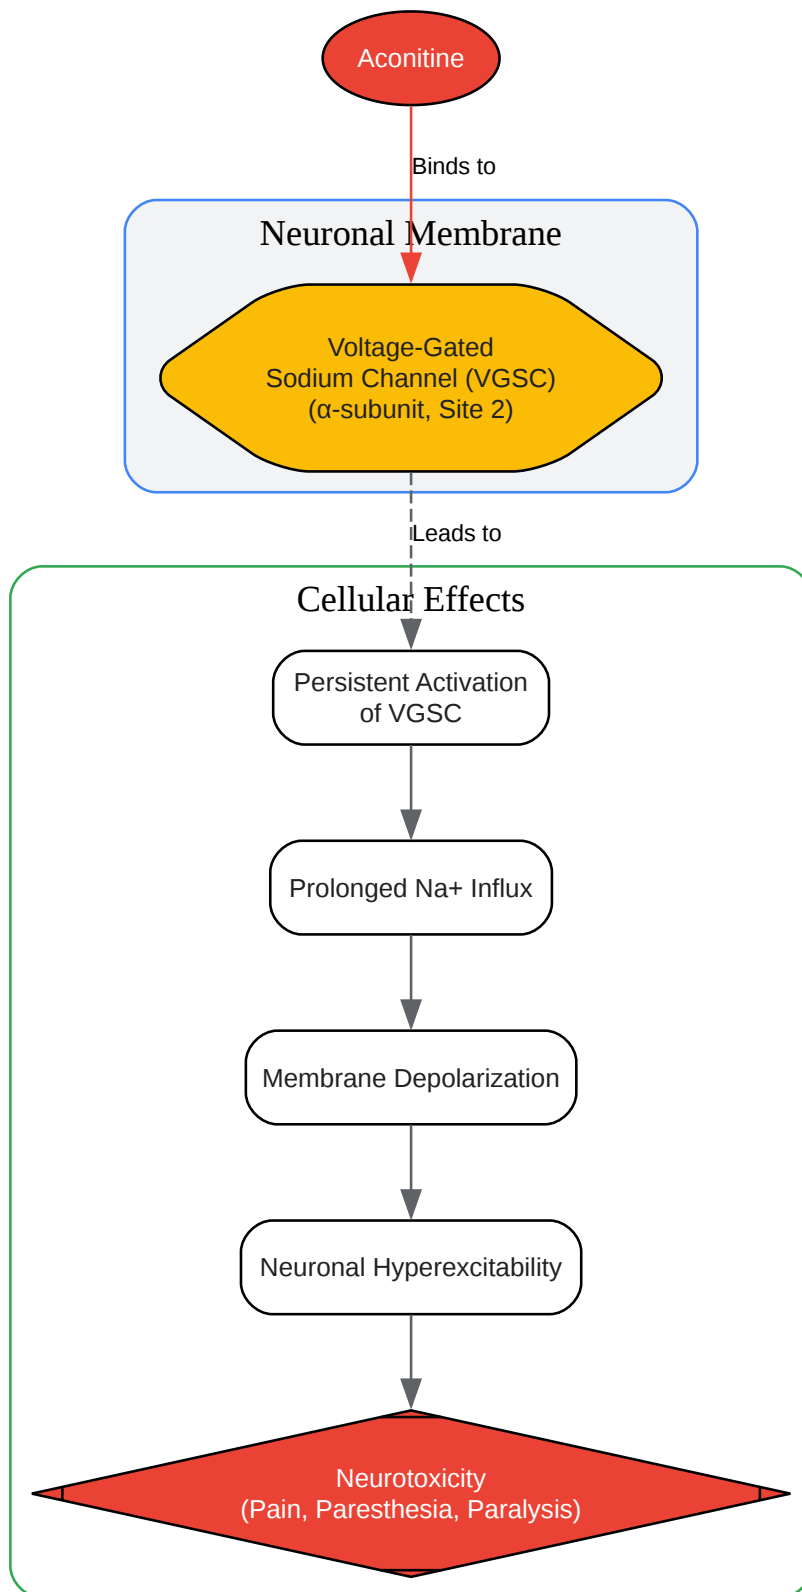 Aconitine
Binds to
Neuronal Membrane
Voltage-Gated
Sodium Channel (VGSC)
(α-subunit, Site 2)
Leads to
Cellular Effects
Persistent Activation
of VGSC
Prolonged Na+ Influx
Membrane Depolarization
Neuronal Hyperexcitability
Neurotoxicity
(Pain, Paresthesia, Paralysis)